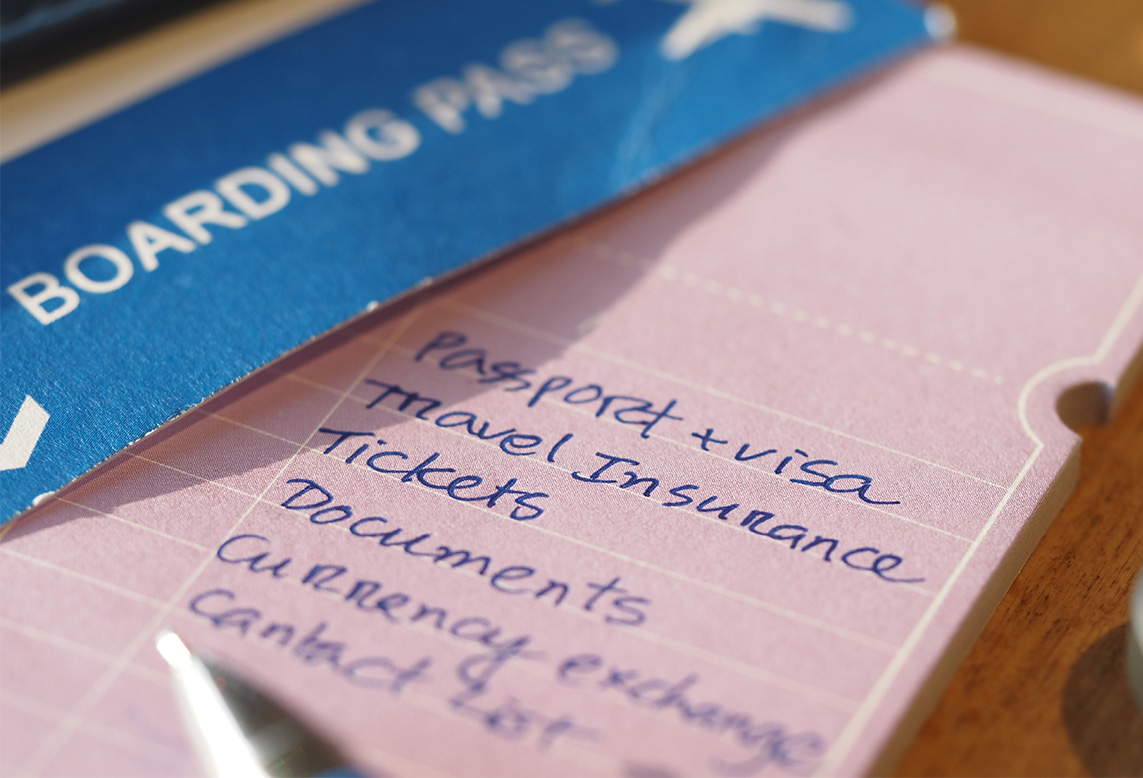 BOARDING PASS
Passport + visa
Travel Insurance
Tickets
Documents
Currency exchange
Contact List